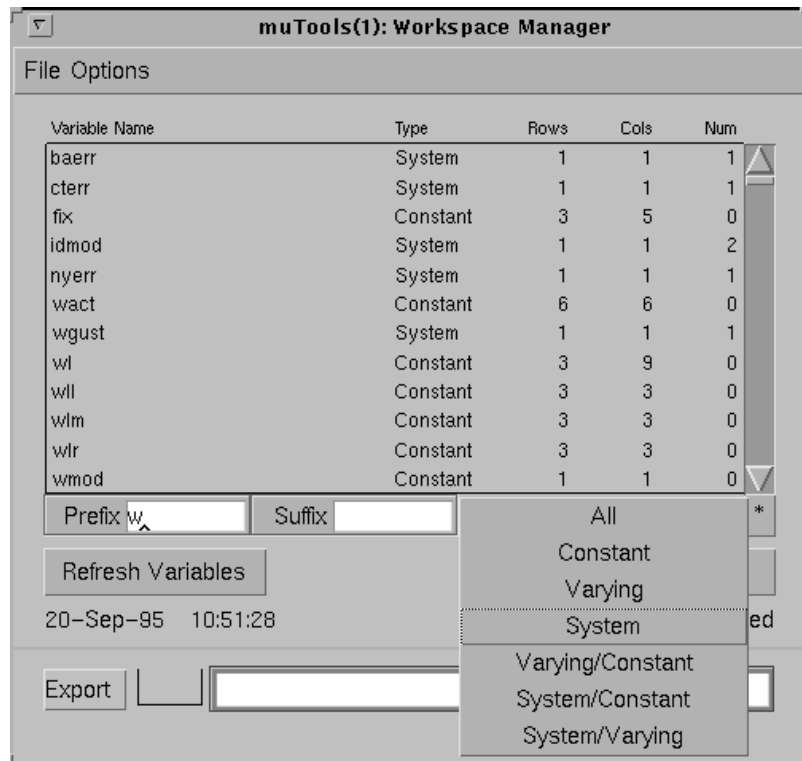 muTools(1): Workspace Manager
File Options
Variable Name Type Rows Cols Num
baerr System 1 1 1
cterr System 1 1 1
fix Constant 3 5 0
idmod System 1 1 2
nyerr System 1 1 1
wact Constant 6 6 0
wgust System 1 1 1
wl Constant 3 9 0
wll Constant 3 3 0
wlm Constant 3 3 0
wlr Constant 3 3 0
wmod Constant 1 1 0
Prefix w Suffix All *
Constant
Refresh Variables
Varying
20-Sep-95 10:51:28 System ed
Varying/Constant
Export
System/Constant
System/Varying